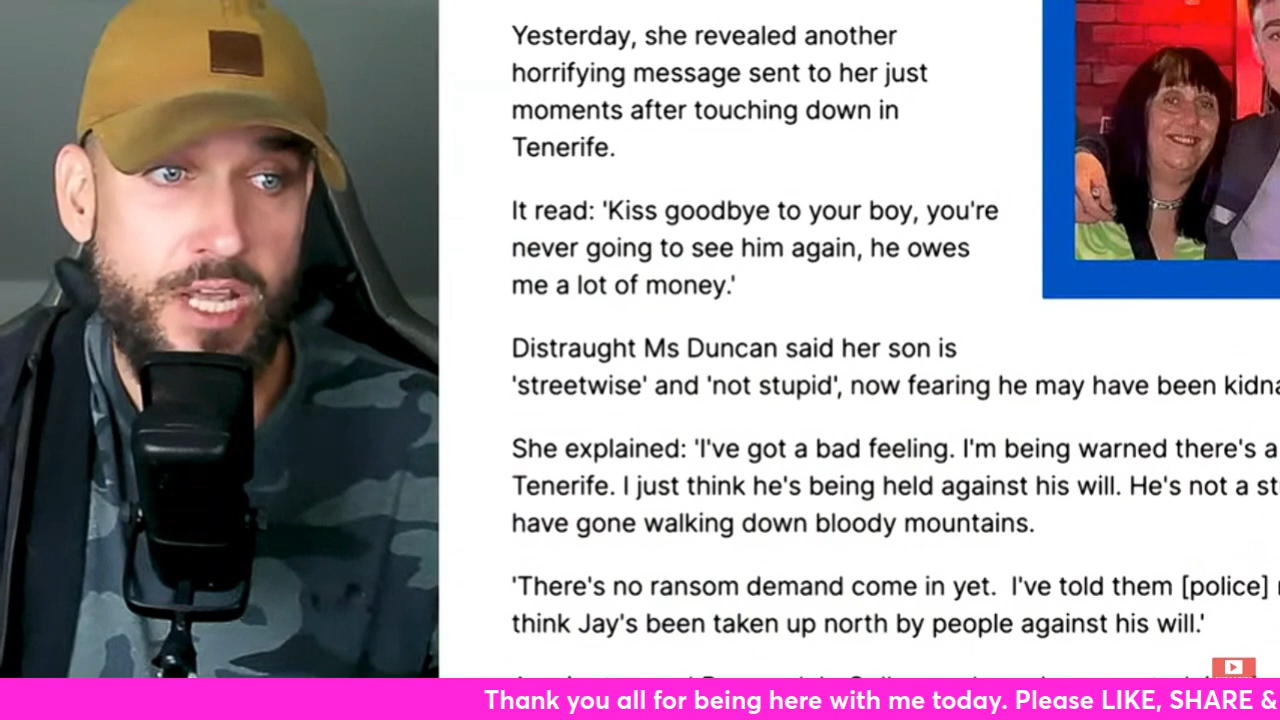 Yesterday, she revealed another
horrifying message sent to her just
moments after touching down in
Tenerife.
It read: 'Kiss goodbye to your boy, you're
never going to see him again, he owes
me a lot of money.'
Distraught Ms Duncan said her son is
'streetwise' and 'not stupid', now fearing he may have been
She explained: 'I've got a bad feeling. I'm being warned there's a
Tenerife. I just think he's being held against his will. He's not a
have gone walking down bloody mountains.
'There's no ransom demand come in yet. I've told them [police]
think Jay's been taken up north by people against his will.'
Thank you all for being here with me today. Please LIKE, SHARE &